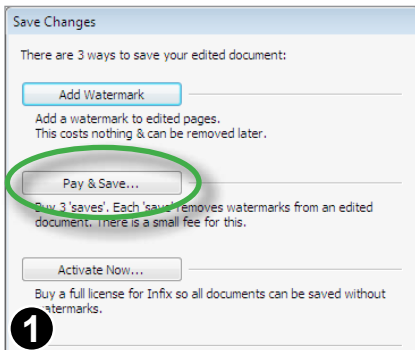 Save Changes
There are 3 ways to save your edited document:
Add Watermark
Add a watermark to edited pages.
This costs nothing & can be removed later.
Pay & Save...
Buy 3 'saves'. Each 'save' removes watermarks from an edited
document. There is a small fee for this.
Activate Now...
Buy a full license for Infix so all documents can be saved without
watermarks.
1